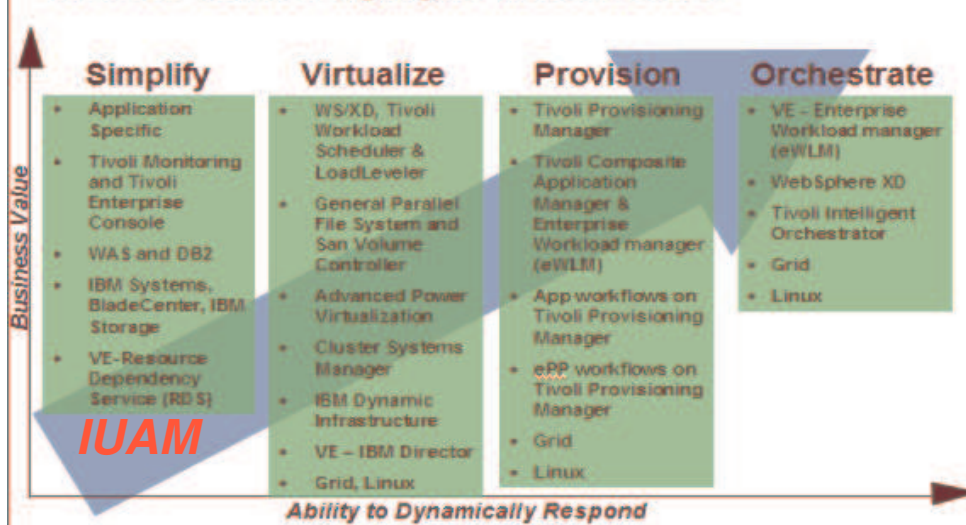 Business Value
Simplify
Application
Specific
Tivoli Monitoring
and Tivoli
Enterprise
Console
WAS and DB2
IBM Systems,
BladeCenter, IBM
Storage
VE-Resource
Dependency
Service (RDS)
IUAM
Virtualize
WS/XD, Tivoli
Workload
Scheduler &
LoadLeveler
General Parallel
File System and
San Volume
Controller
Advanced Power
Virtualization
Cluster Systems
Manager
IBM Dynamic
Infrastructure
VE – IBM Director
Grid, Linux
Provision
Tivoli Provisioning
Manager
Tivoli Composite
Application
Manager &
Enterprise
Workload manager
(eWLM)
App workflows on
Tivoli Provisioning
Manager
ePP workflows on
Tivoli Provisioning
Manager
Grid
Linux
Orchestrate
VE - Enterprise
Workload manager
(eWLM)
WebSphere XD
Tivoli Intelligent
Orchestrator
Grid
Linux
Ability to Dynamically Respond